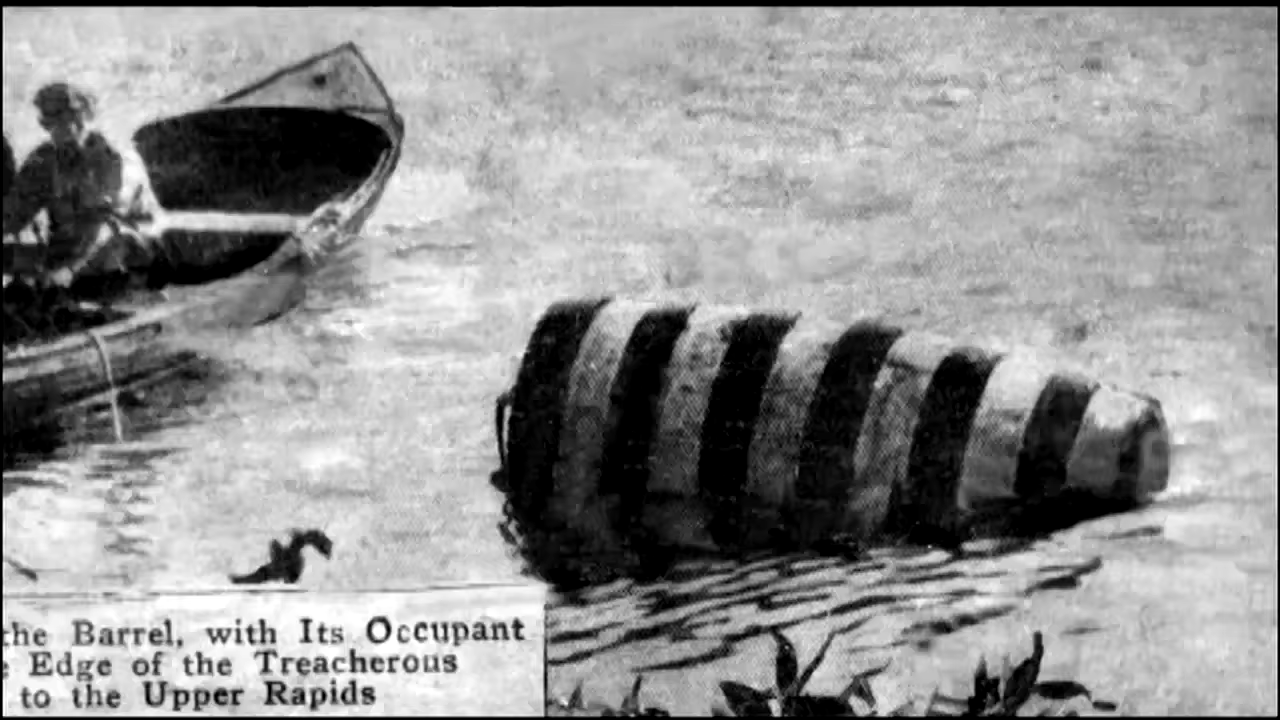 the Barrel, with Its Occupant
Edge of the Treacherous
to the Upper Rapids